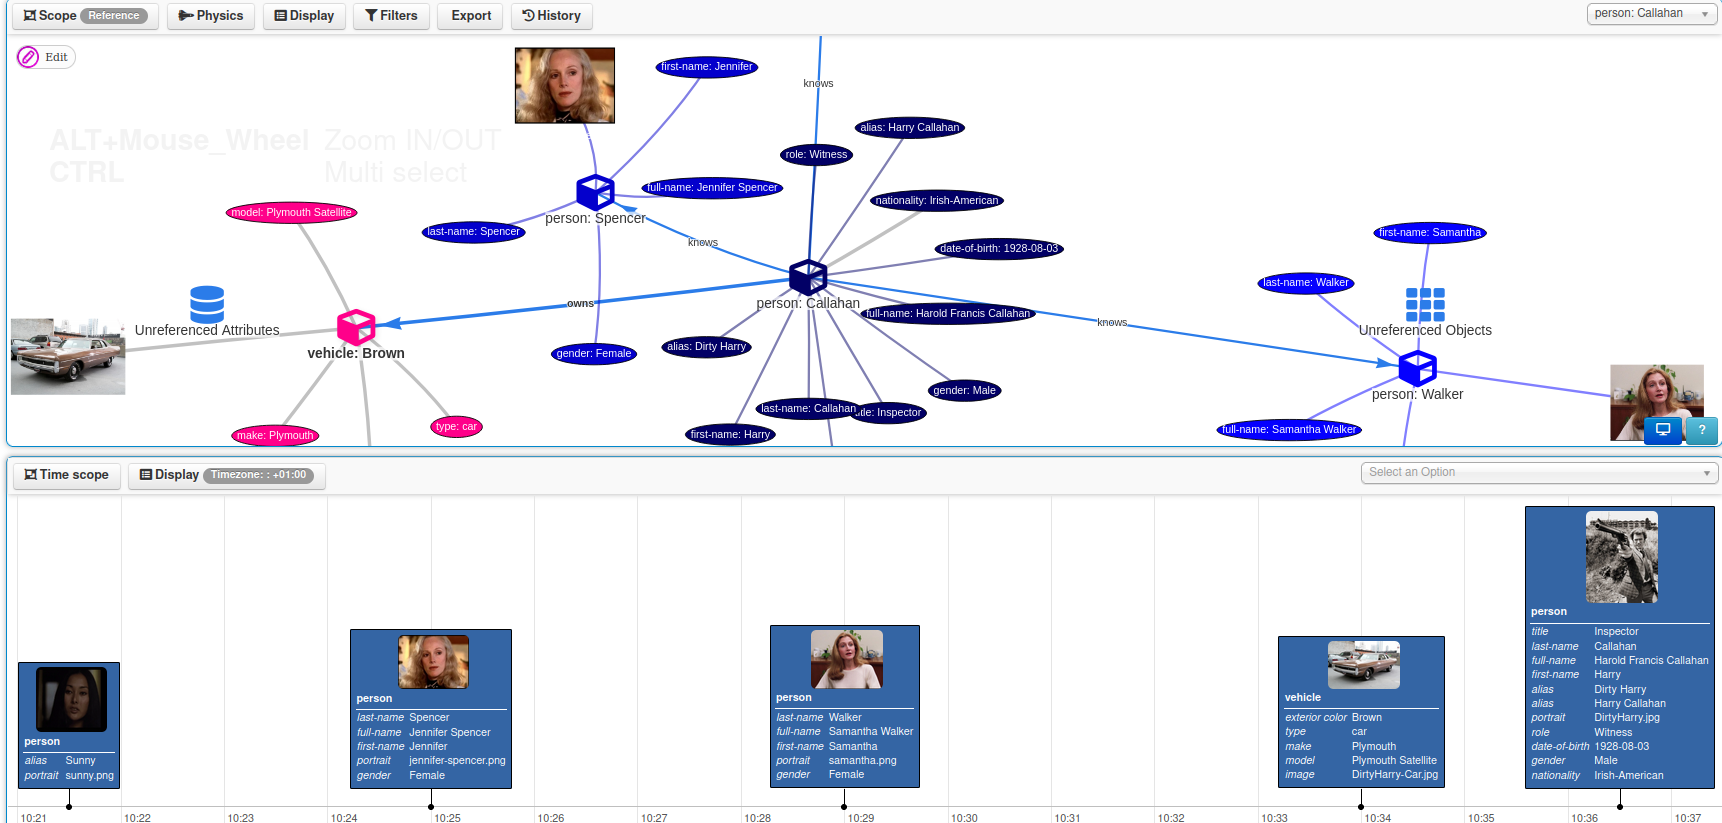 Scope Reference
Physics
Display
Filters
Export
History
person: Callahan
Edit
ALT+Mouse_Wheel Zoom IN/OUT
CTRL Multi select
first-name: Jennifer
knows
alias: Harry Callahan
role: Witness
full-name: Jennifer Spencer
nationality: Irish-American
model: Plymouth Satellite
person: Spencer
last-name: Spencer
first-name: Samantha
knows
date-of-birth: 1928-08-03
last-name: Walker
owns
person: Callahan
full-name: Harold Francis Callahan
knows
Unreferenced Attributes
Unreferenced Objects
vehicle: Brown
gender: Female
alias: Dirty Harry
gender: Male
person: Walker
last-name: Callahan
title: Inspector
type: car
make: Plymouth
first-name: Harry
full-name: Samantha Walker
?
Time scope
Display Timezone: : +01:00
Select an Option
person
alias Sunny
portrait sunny.png
person
last-name Spencer
full-name Jennifer Spencer
first-name Jennifer
portrait jennifer-spencer.png
gender Female
person
last-name Walker
full-name Samantha Walker
first-name Samantha
portrait samantha.png
gender Female
vehicle
exterior color Brown
type car
make Plymouth
model Plymouth Satellite
image DirtyHarry-Car.jpg
person
title Inspector
last-name Callahan
full-name Harold Francis Callahan
first-name Harry
alias Dirty Harry
alias Harry Callahan
portrait DirtyHarry.jpg
role Witness
date-of-birth 1928-08-03
gender Male
nationality Irish-American
10:21 10:22 10:23 10:24 10:25 10:26 10:27 10:28 10:29 10:30 10:31 10:32 10:33 10:34 10:35 10:36 10:37